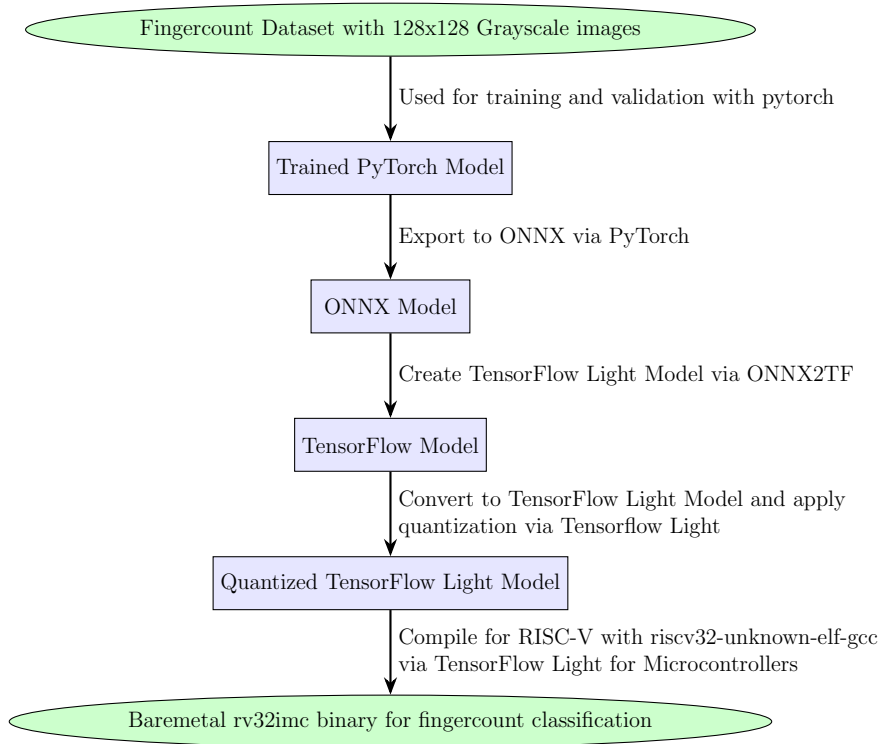 Fingercount Dataset with 128x128 Grayscale images
Used for training and validation with pytorch
Trained PyTorch Model
Export to ONNX via PyTorch
ONNX Model
Create TensorFlow Light Model via ONNX2TF
TensorFlow Model
Convert to TensorFlow Light Model and apply
quantization via Tensorflow Light
Quantized TensorFlow Light Model
Compile for RISC-V with riscv32-unknown-elf-gcc
via TensorFlow Light for Microcontrollers
Baremetal rv32imc binary for fingercount classification